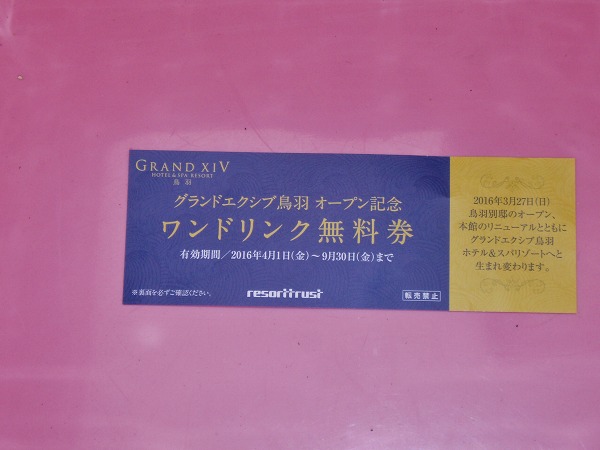 GRAND XIV
HOTEL & SPA RESORT
鳥羽
グランドエクシブ鳥羽 オープン記念
ワンドリンク無料券
有効期間／2016年4月1日(金)～9月30日(金)まで
※裏面を必ずご確認ください。
resorttrust
転売禁止
2016年3月27日(日)
鳥羽別邸のオープン、
本館のリニューアルとともに
グランドエクシブ鳥羽
ホテル&スパリゾートへと
生まれ変わります。